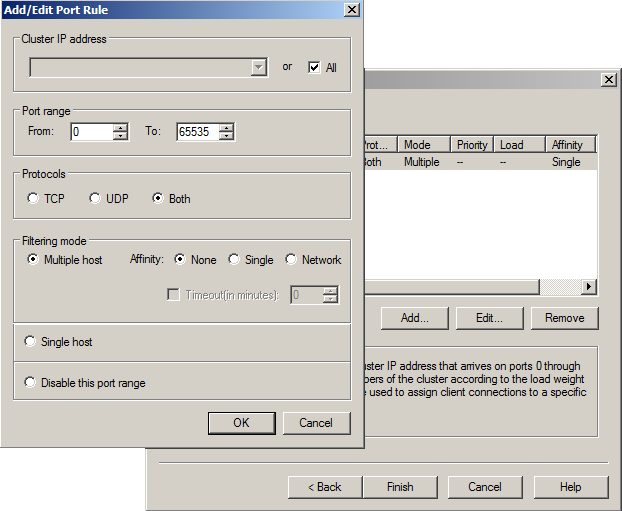 Add/Edit Port Rule
Cluster IP address
or All
Port range
From: 0 To: 65535
Protocols
TCP UDP Both
Filtering mode
Multiple host Affinity: None Single Network
Timeout(in minutes): 0
Single host
Disable this port range
OK Cancel
Prot... Mode Priority Load Affinity
Both Multiple -- -- Single
Add... Edit... Remove
IP address that arrives on ports 0 through
of the cluster according to the load weight
used to assign client connections to a specific
< Back Finish Cancel Help